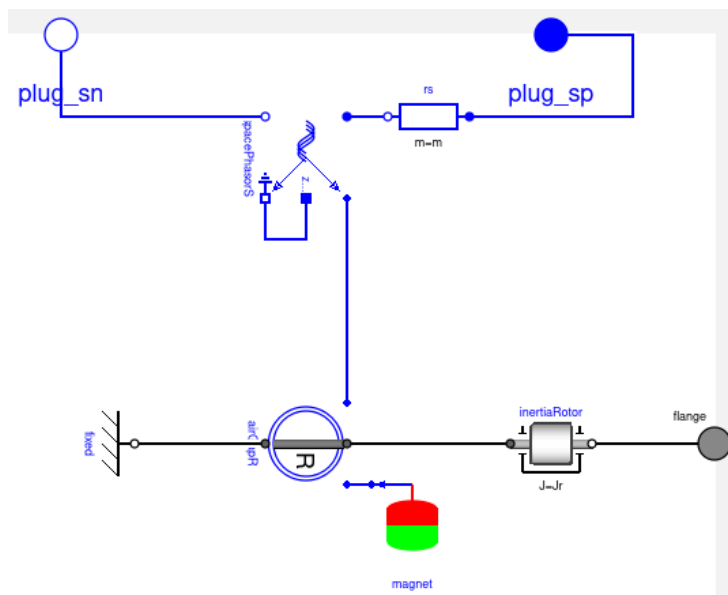 plug_sn
plug_sp
rs
m=m
spacePhasorS
z
inertiaRotor
flange
fixed
R
J=Jr
magnet